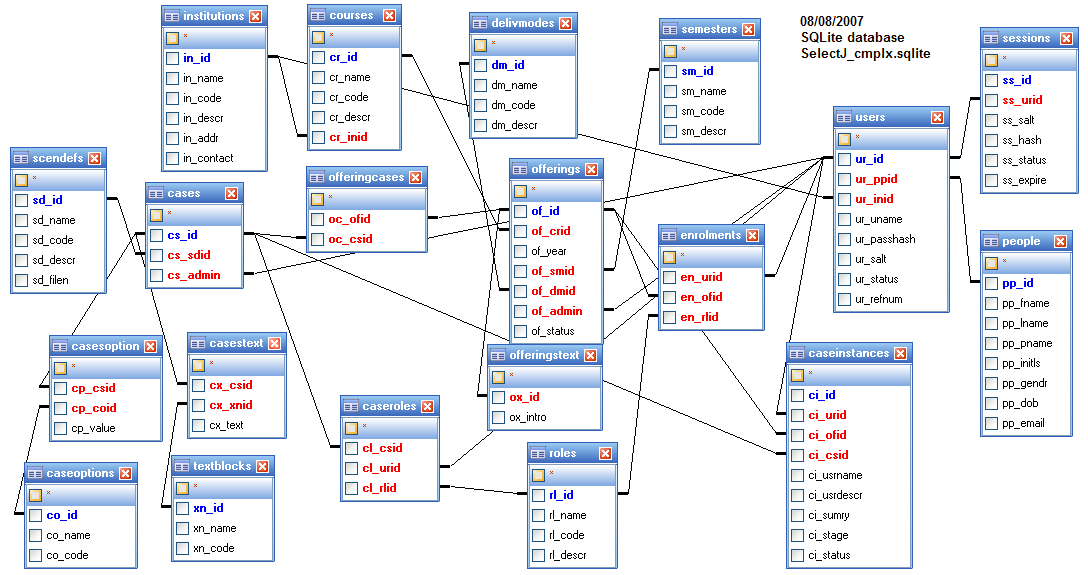 institutions
*
in_id
in_name
in_code
in_descr
in_addr
in_contact
courses
*
cr_id
cr_name
cr_code
cr_descr
cr_inid
delivmodes
*
dm_id
dm_name
dm_code
dm_descr
semesters
*
sm_id
sm_name
sm_code
sm_descr
08/08/2007
SQLite database
SelectJ_cmplx.sqlite
sessions
*
ss_id
ss_urid
ss_salt
ss_hash
ss_status
ss_expire
users
*
ur_id
ur_ppid
ur_inid
ur_uname
ur_passhash
ur_salt
ur_status
ur_refnum
scendefs
*
sd_id
sd_name
sd_code
sd_descr
sd_filen
cases
*
cs_id
cs_sdid
cs_admin
offeringcases
*
oc_ofid
oc_csid
offerings
*
of_id
of_crid
of_year
of_smid
of_dmid
of_admin
of_status
enrolments
*
en_urid
en_ofid
en_rlid
people
*
pp_id
pp_fname
pp_lname
pp_pname
pp_initls
pp_gendr
pp_dob
pp_email
casesoption
*
cp_csid
cp_coid
cp_value
casestext
*
cx_csid
cx_xnid
cx_text
offeringstext
*
ox_id
ox_intro
caseinstances
*
ci_id
ci_urid
ci_ofid
ci_csid
ci_usrname
ci_usrdescr
ci_sumry
ci_stage
ci_status
caseroles
*
cl_csid
cl_urid
cl_rlid
caseoptions
*
co_id
co_name
co_code
textblocks
*
xn_id
xn_name
xn_code
roles
*
rl_id
rl_name
rl_code
rl_descr